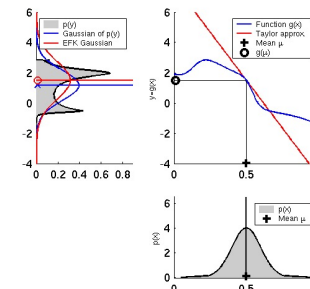 6
4
2
0
-2
-4
0 0.2 0.4 0.6 0.8
p(y)
Gaussian of p(y)
EFK Gaussian
6
4
2
0
-2
-4
0 0.5
y=g(x)
Function g(x)
Taylor approx.
Mean μ
g(μ)
6
4
2
0
0 0.5
p(x)
p(x)
Mean μ